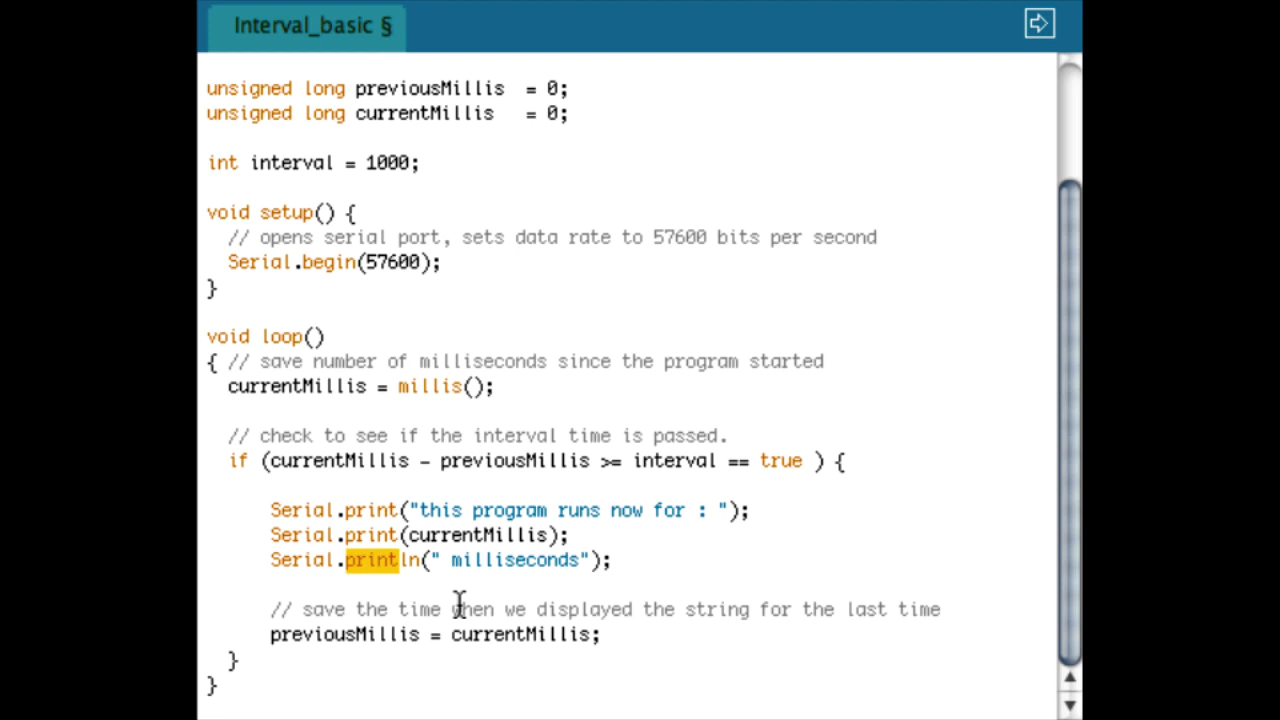 Interval_basic §
unsigned long previousMillis  = 0;
unsigned long currentMillis   = 0;
int interval = 1000;
void setup() {
  // opens serial port, sets data rate to 57600 bits per second
  Serial.begin(57600);
}
void loop()
{ // save number of milliseconds since the program started
  currentMillis = millis();
  // check to see if the interval time is passed.
  if (currentMillis - previousMillis >= interval == true ) {
      Serial.print("this program runs now for : ");
      Serial.print(currentMillis);
      Serial.println(" milliseconds");
      // save the time when we displayed the string for the last time
      previousMillis = currentMillis;
  }
}